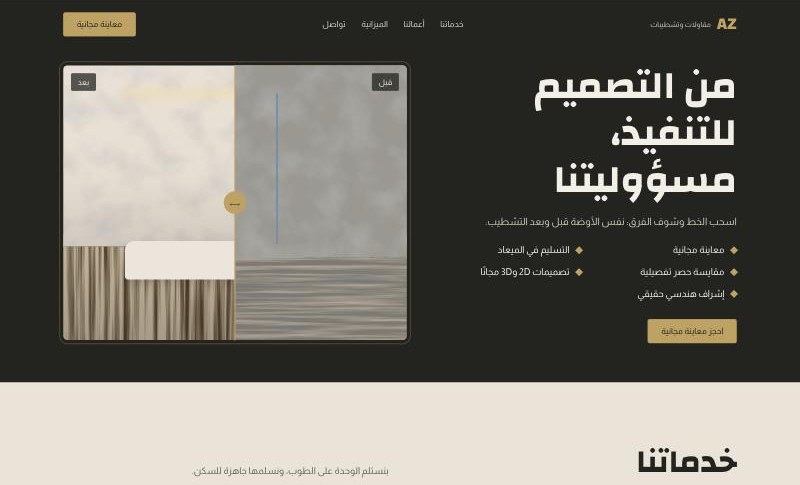 AZ مقاولات وتشطيبات
خدماتنا
أعمالنا
الميزانية
تواصل
معاينة مجانية
من التصميم
للتنفيذ،
مسؤوليتنا
اسحب الخط وشوف الفرق: نفس الأوضة قبل وبعد التشطيب.
معاينة مجانية
التسليم في الميعاد
مقايسة حصر تفصيلية
تصميمات 2D و3D مجانًا
إشراف هندسي حقيقي
احجز معاينة مجانية
قبل
بعد
خدماتنا
بنستلم الوحدة على الطوب، ونسلمها جاهزة للسكن.